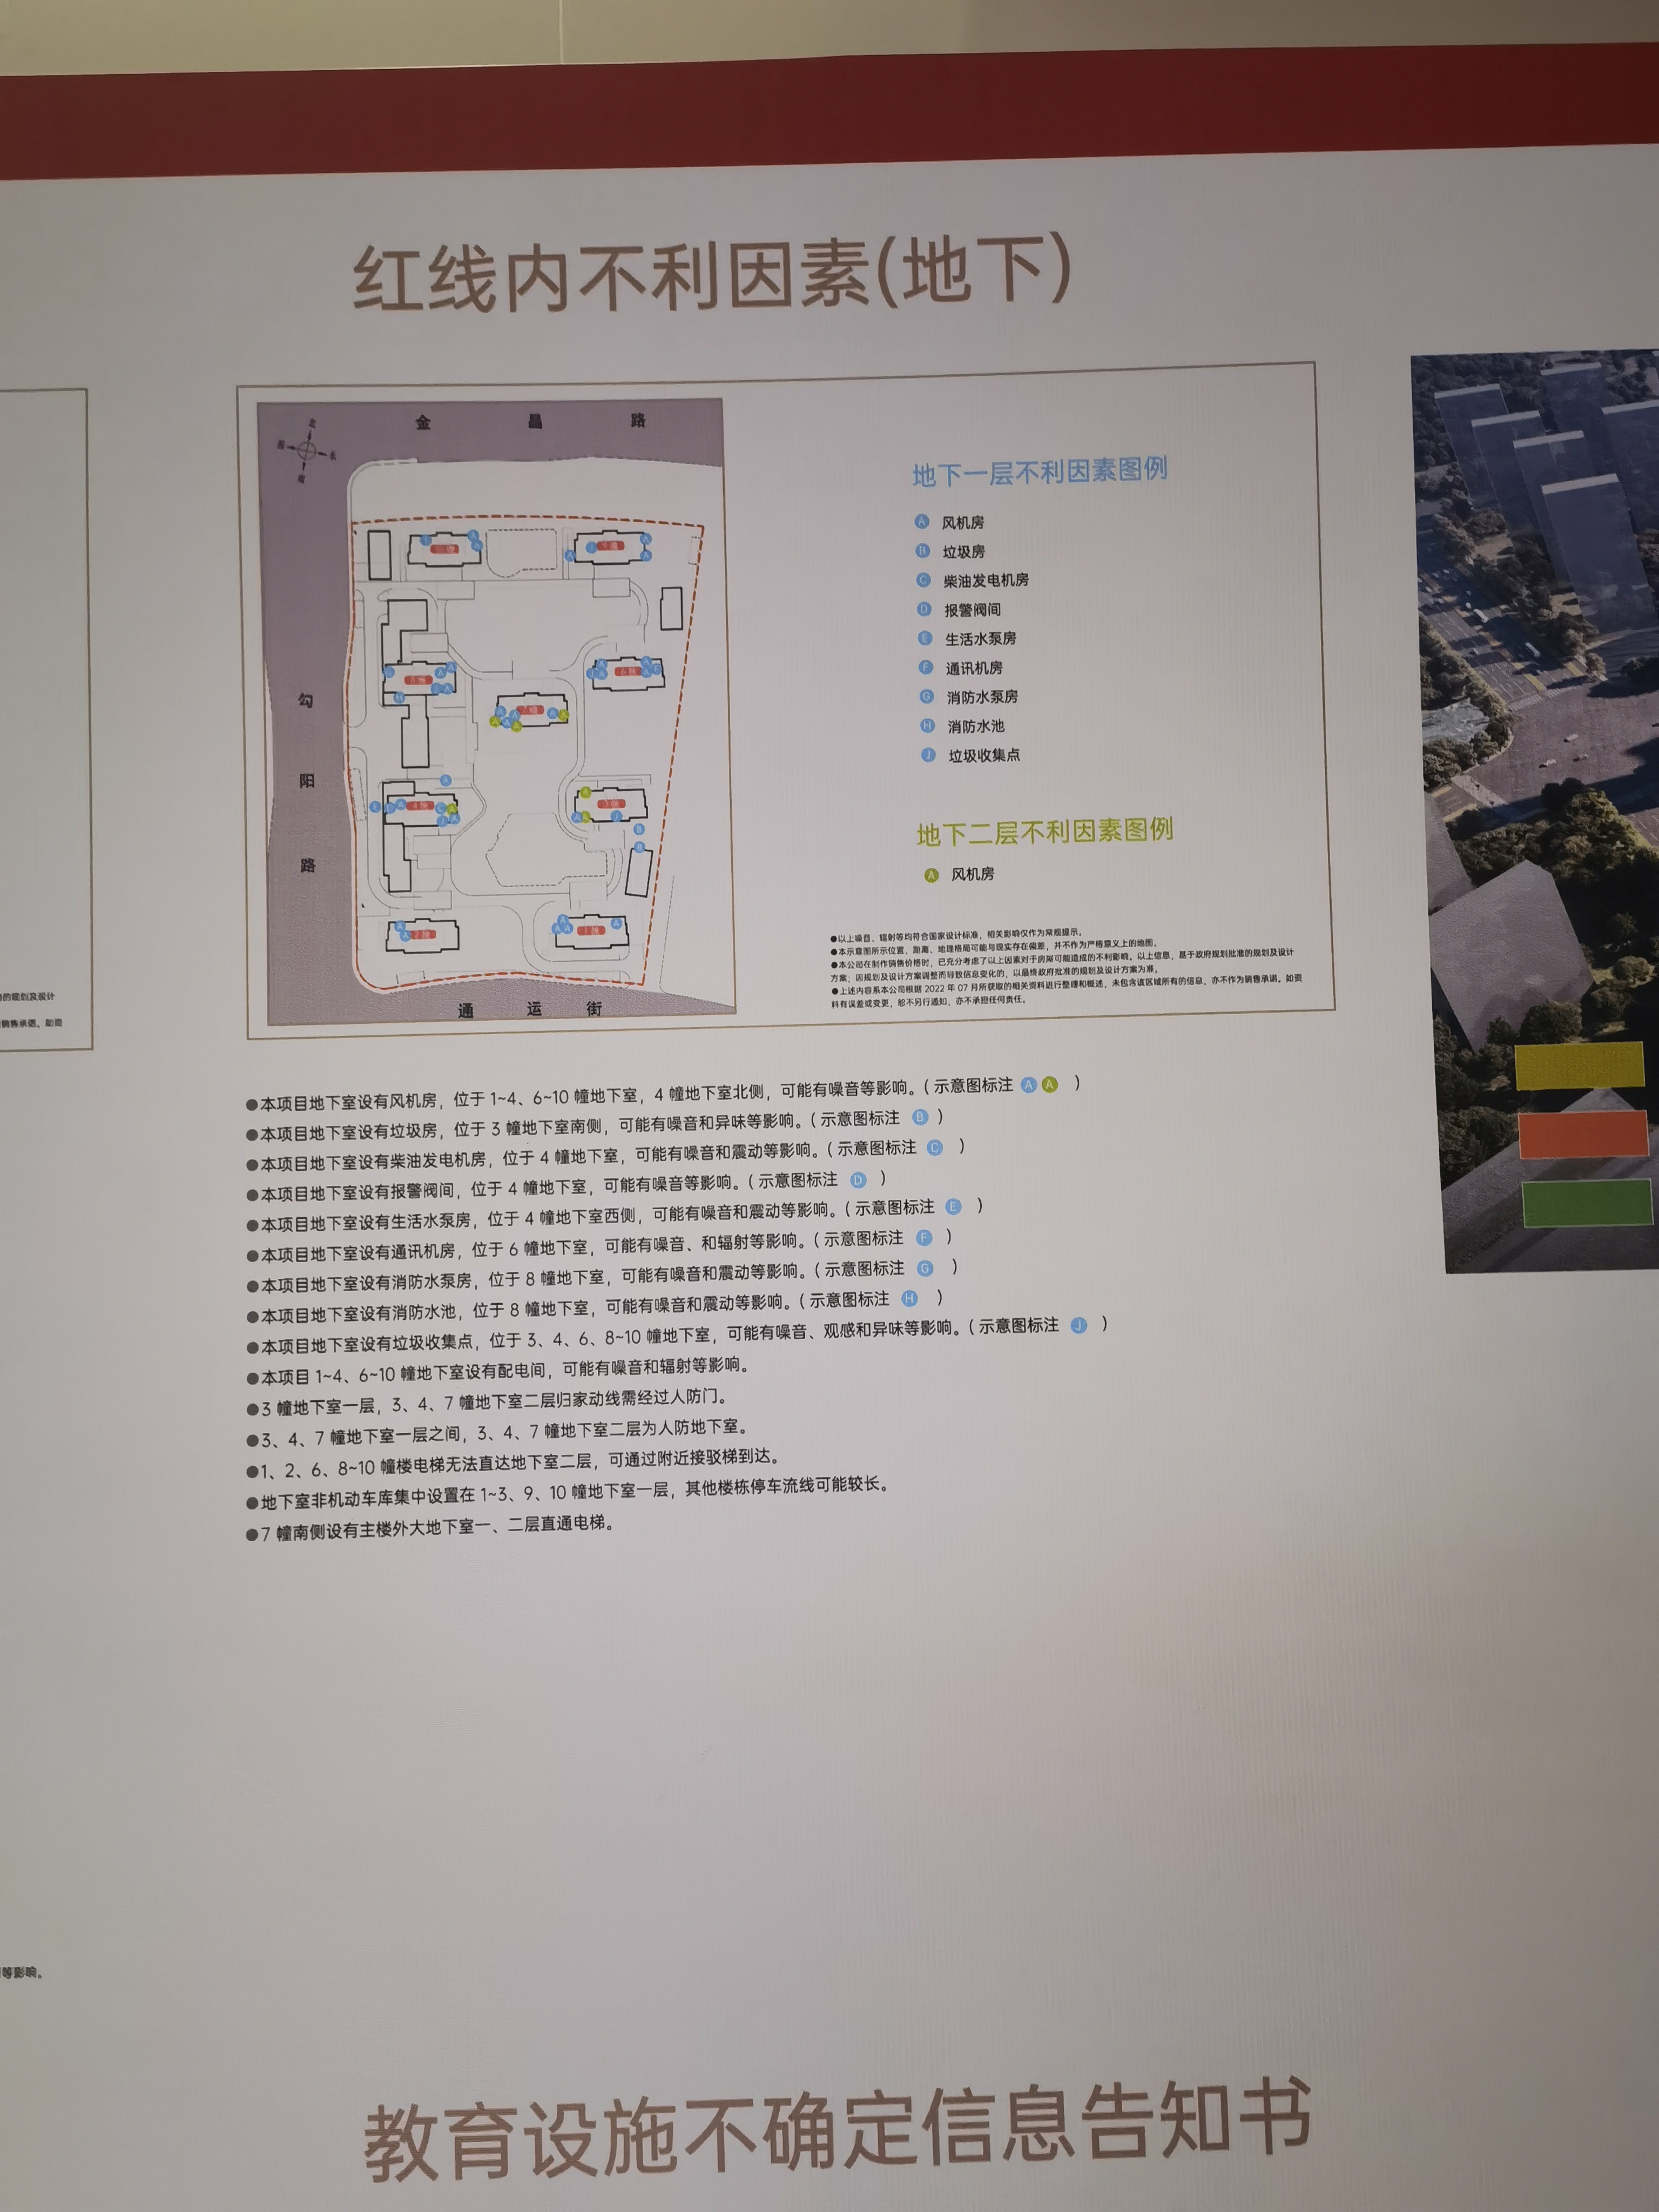 红线内不利因素(地下)
北
金 昌 路
勾
阳
路
通 运 街
地下一层不利因素图例
A 风机房
B 垃圾房
C 柴油发电机房
D 报警阀间
E 生活水泵房
F 通讯机房
G 消防水泵房
H 消防水池
J 垃圾收集点
地下二层不利因素图例
A 风机房
●以上噪音、辐射等均符合国家设计标准，相关影响仅作为常规提示。
●本示意图所示位置、距离、地理格局可能与现实存在偏差，并不作为严格意义上的地图。
●本公司在制作销售价格时，已充分考虑了以上因素对于房屋可能造成的不利影响。以上信息，基于政府规划批准的规划及设计
方案；因规划及设计方案调整而导致信息变化的，以最终政府批准的规划及设计方案为准。
●上述内容系本公司根据 2022 年 07 月所获取的相关资料进行整理和概述，未包含该区域所有的信息，亦不作为销售承诺。如资
料有误差或变更，恕不另行通知，亦不承担任何责任。
的规划及设计
销售承诺。如资
●本项目地下室设有风机房，位于 1~4、6~10 幢地下室，4 幢地下室北侧，可能有噪音等影响。( 示意图标注 A A )
●本项目地下室设有垃圾房，位于 3 幢地下室南侧，可能有噪音和异味等影响。( 示意图标注 B )
●本项目地下室设有柴油发电机房，位于 4 幢地下室，可能有噪音和震动等影响。( 示意图标注 C )
●本项目地下室设有报警阀间，位于 4 幢地下室，可能有噪音等影响。( 示意图标注 D )
●本项目地下室设有生活水泵房，位于 4 幢地下室西侧，可能有噪音和震动等影响。( 示意图标注 E )
●本项目地下室设有通讯机房，位于 6 幢地下室，可能有噪音、和辐射等影响。( 示意图标注 F )
●本项目地下室设有消防水泵房，位于 8 幢地下室，可能有噪音和震动等影响。( 示意图标注 G )
●本项目地下室设有消防水池，位于 8 幢地下室，可能有噪音和震动等影响。( 示意图标注 H )
●本项目地下室设有垃圾收集点，位于 3、4、6、8~10 幢地下室，可能有噪音、观感和异味等影响。( 示意图标注 J )
●本项目 1~4、6~10 幢地下室设有配电间，可能有噪音和辐射等影响。
●3 幢地下室一层，3、4、7 幢地下室二层归家动线需经过人防门。
●3、4、7 幢地下室一层之间，3、4、7 幢地下室二层为人防地下室。
●1、2、6、8~10 幢楼电梯无法直达地下室二层，可通过附近接驳梯到达。
●地下室非机动车库集中设置在 1~3、9、10 幢地下室一层，其他楼栋停车流线可能较长。
●7 幢南侧设有主楼外大地下室一、二层直通电梯。
等影响。
教育设施不确定信息告知书